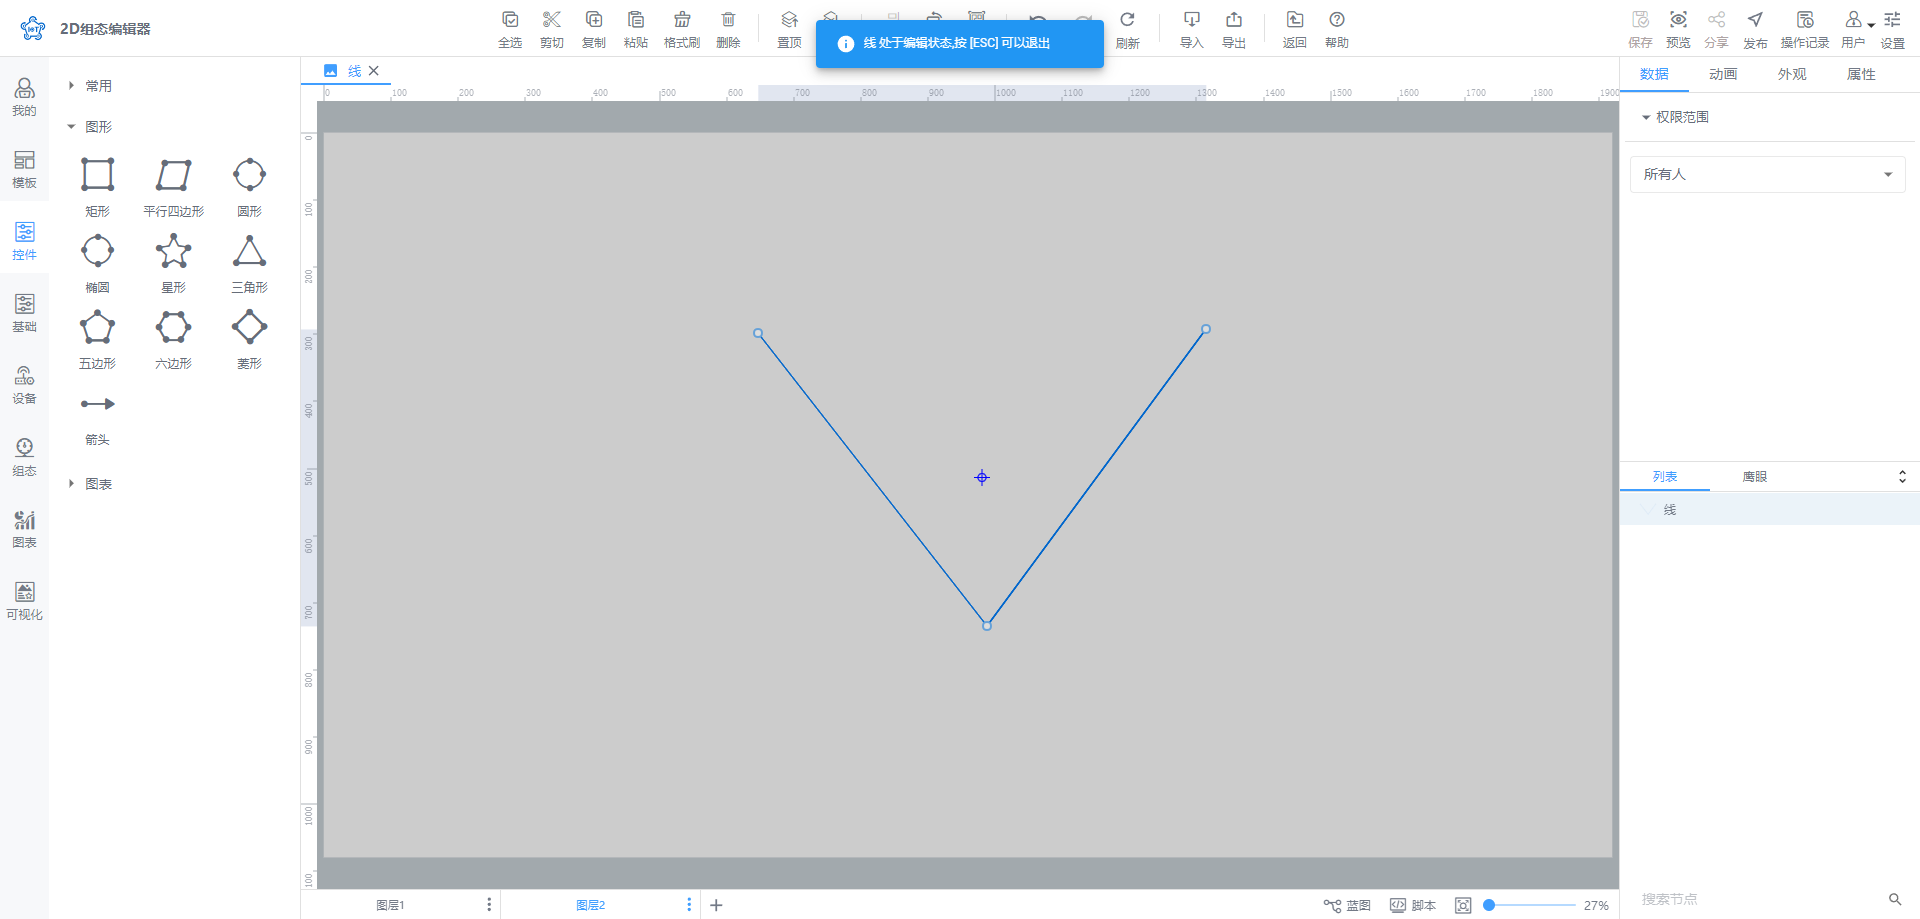 2D组态编辑器
全选 剪切 复制 粘贴 格式刷 删除 置顶 刷新 导入 导出 返回 帮助
线 处于编辑状态,按 [ESC] 可以退出
保存 预览 分享 发布 操作记录 用户 设置
我的
模板
控件
基础
设备
组态
图表
可视化
常用
图形
矩形 平行四边形 圆形
椭圆 星形 三角形
五边形 六边形 菱形
箭头
图表
线
0 100 200 300 400 500 600 700 800 900 1000 1100 1200 1300 1400 1500 1600 1700 1800 1900
0
100
200
300
400
500
600
700
800
900
1000
数据 动画 外观 属性
权限范围
所有人
列表 鹰眼
线
搜索节点
图层1 图层2
蓝图 脚本 27%